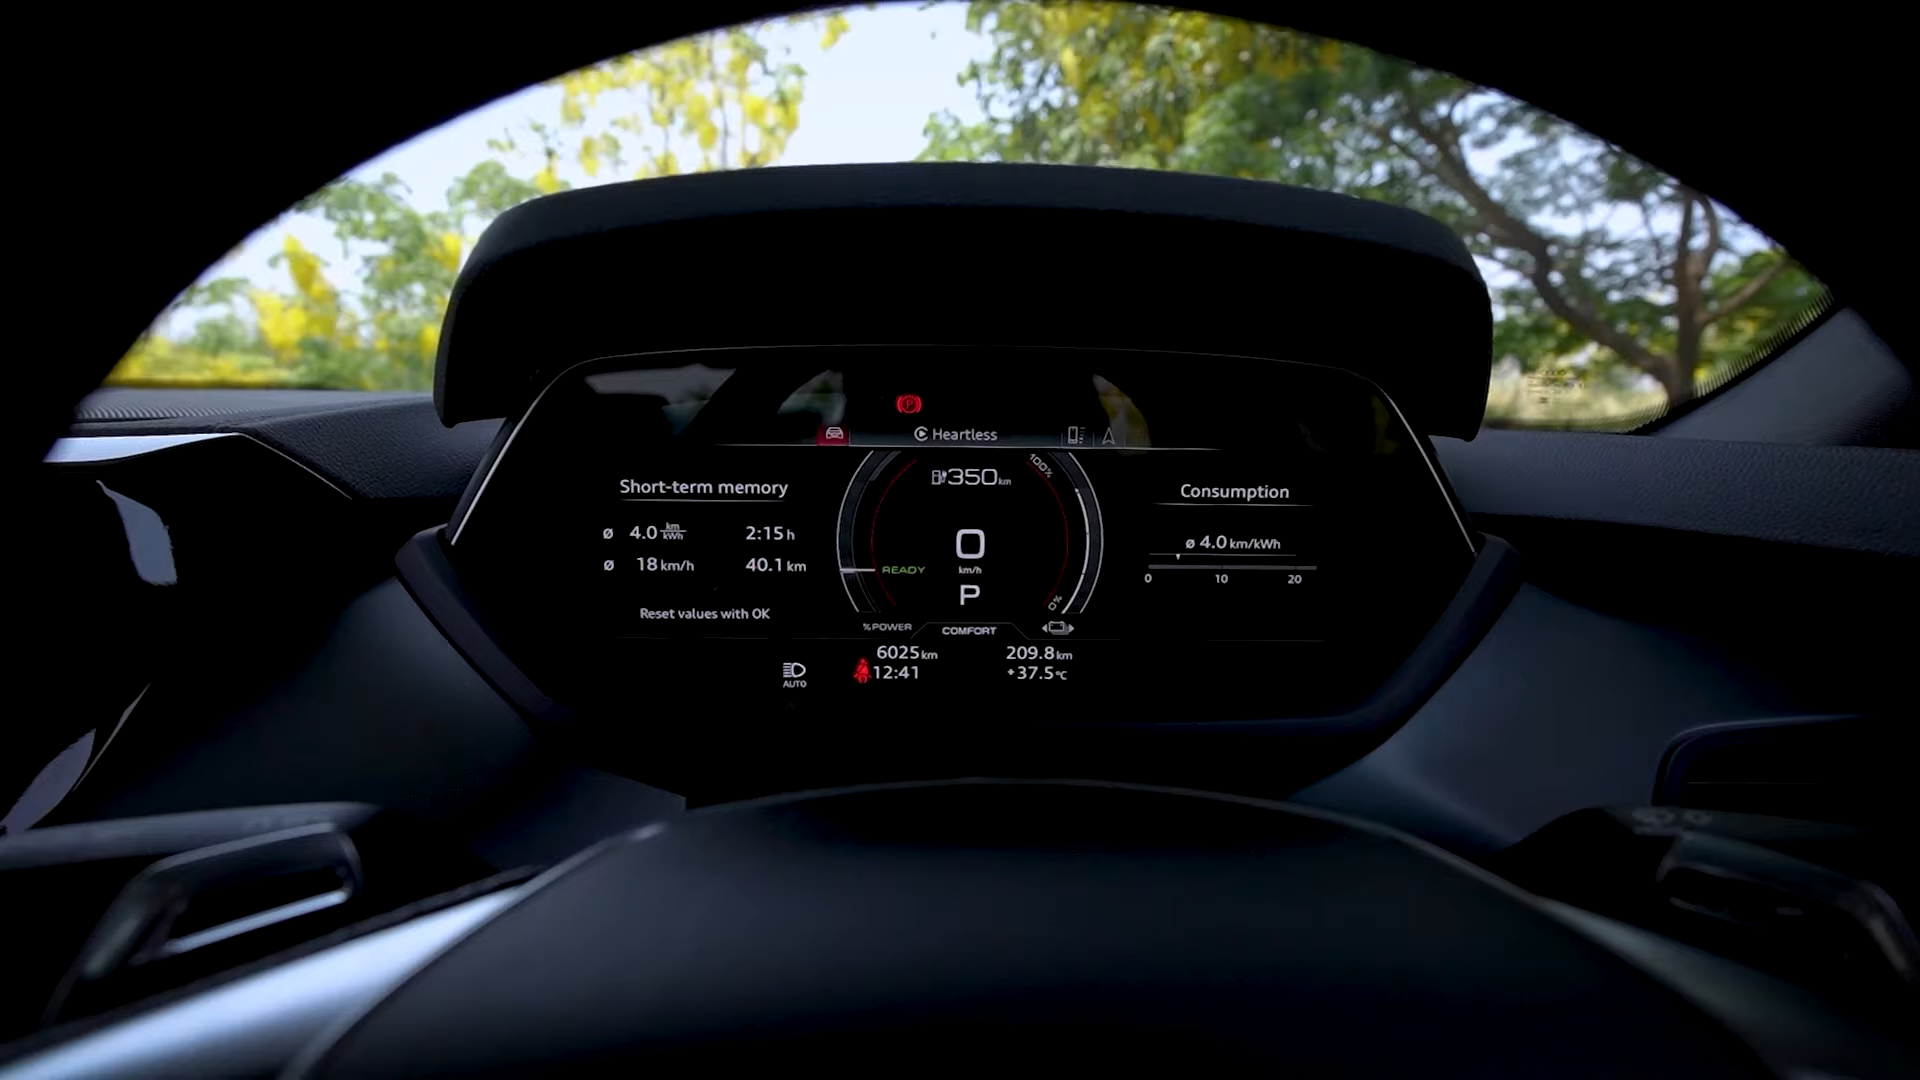 P
Heartless
Short-term memory
ø 4.0 km/kWh 2:15 h
ø 18 km/h 40.1 km
Reset values with OK
350 km
100%
0
km/h
READY
P
0%
% POWER
COMFORT
Consumption
ø 4.0 km/kWh
0 10 20
6025 km 209.8 km
12:41 +37.5 °C
AUTO